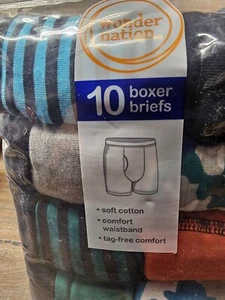 wonder
nation
10 boxer
briefs
• soft cotton
• comfort
waistband
• tag-free comfort